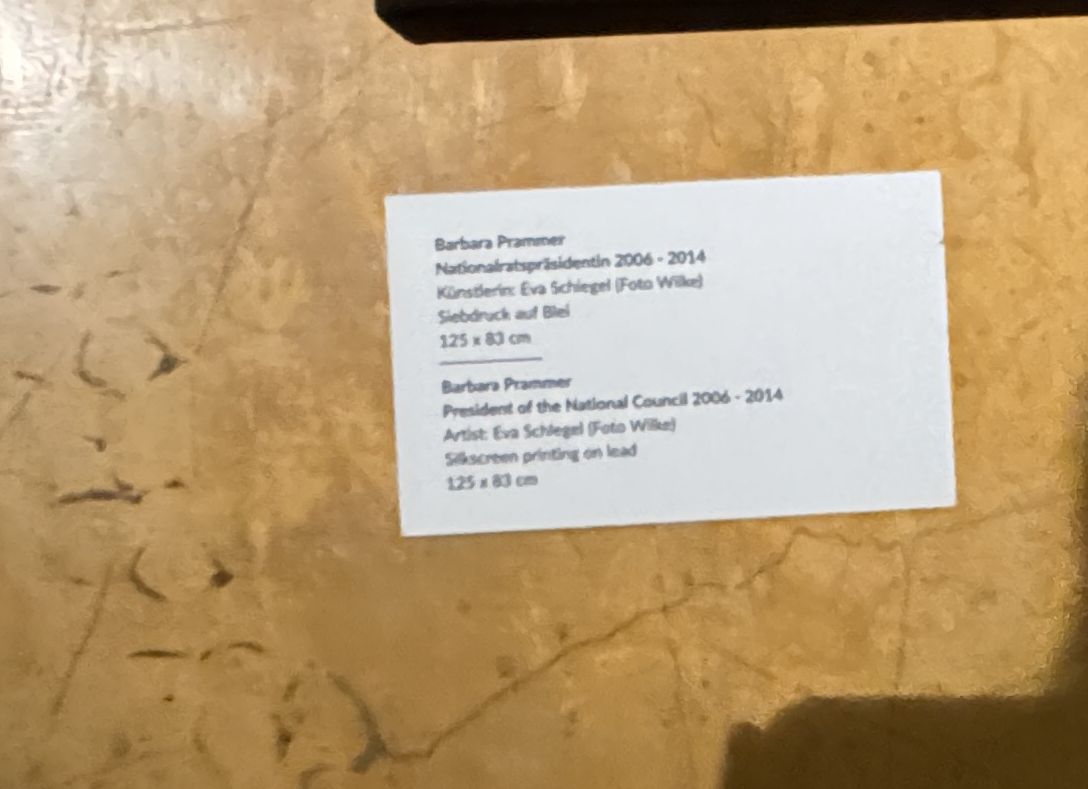 Barbara Prammer
Nationalratspräsidentin 2006 - 2014
Künstlerin: Eva Schlegel (Foto Wilke)
Siebdruck auf Blei
125 x 83 cm
Barbara Prammer
President of the National Council 2006 - 2014
Artist: Eva Schlegel (Foto Wilke)
Silkscreen printing on lead
125 x 83 cm